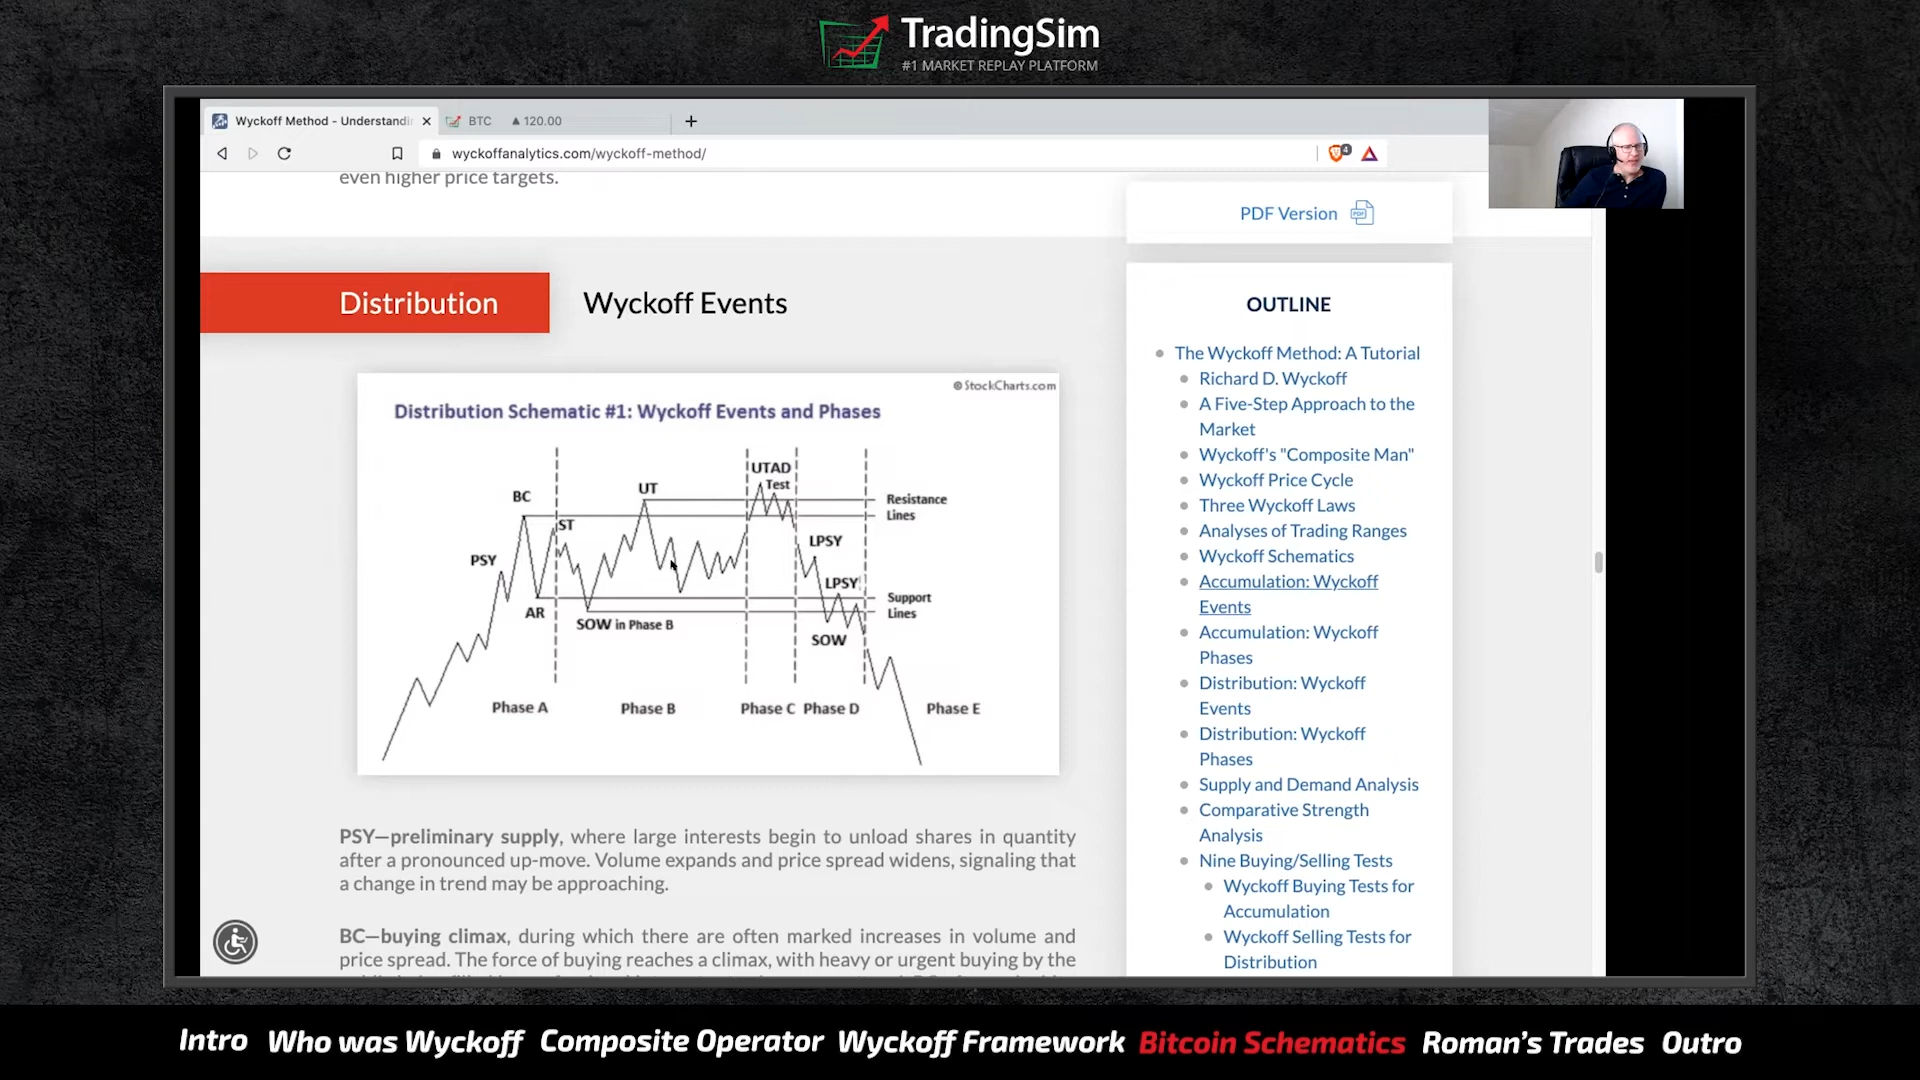 TradingSim
#1 MARKET REPLAY PLATFORM
Wyckoff Method - Understandi
BTC ▲ 120.00
wyckoffanalytics.com/wyckoff-method/
4
even higher price targets.
PDF Version
PDF
Distribution
Wyckoff Events
© StockCharts.com
Distribution Schematic #1: Wyckoff Events and Phases
BC
UT
UTAD
Test
Resistance
Lines
ST
PSY
LPSY
LPSY
Support
Lines
AR
SOW in Phase B
SOW
Phase A
Phase B
Phase C
Phase D
Phase E
PSY—preliminary supply, where large interests begin to unload shares in quantity
after a pronounced up-move. Volume expands and price spread widens, signaling that
a change in trend may be approaching.
BC—buying climax, during which there are often marked increases in volume and
price spread. The force of buying reaches a climax, with heavy or urgent buying by the
OUTLINE
The Wyckoff Method: A Tutorial
Richard D. Wyckoff
A Five-Step Approach to the
Market
Wyckoff's "Composite Man"
Wyckoff Price Cycle
Three Wyckoff Laws
Analyses of Trading Ranges
Wyckoff Schematics
Accumulation: Wyckoff
Events
Accumulation: Wyckoff
Phases
Distribution: Wyckoff
Events
Distribution: Wyckoff
Phases
Supply and Demand Analysis
Comparative Strength
Analysis
Nine Buying/Selling Tests
Wyckoff Buying Tests for
Accumulation
Wyckoff Selling Tests for
Distribution
Intro Who was Wyckoff Composite Operator Wyckoff Framework Bitcoin Schematics Roman's Trades Outro